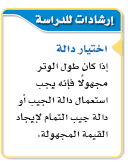 إرشادات للدراسة
اختيار دالة
إذا كان طول الوتر
مجهولًا فإنه يجب
استعمال دالة الجيب أو
دالة جيب التمام لإيجاد
القيمة المجهولة.